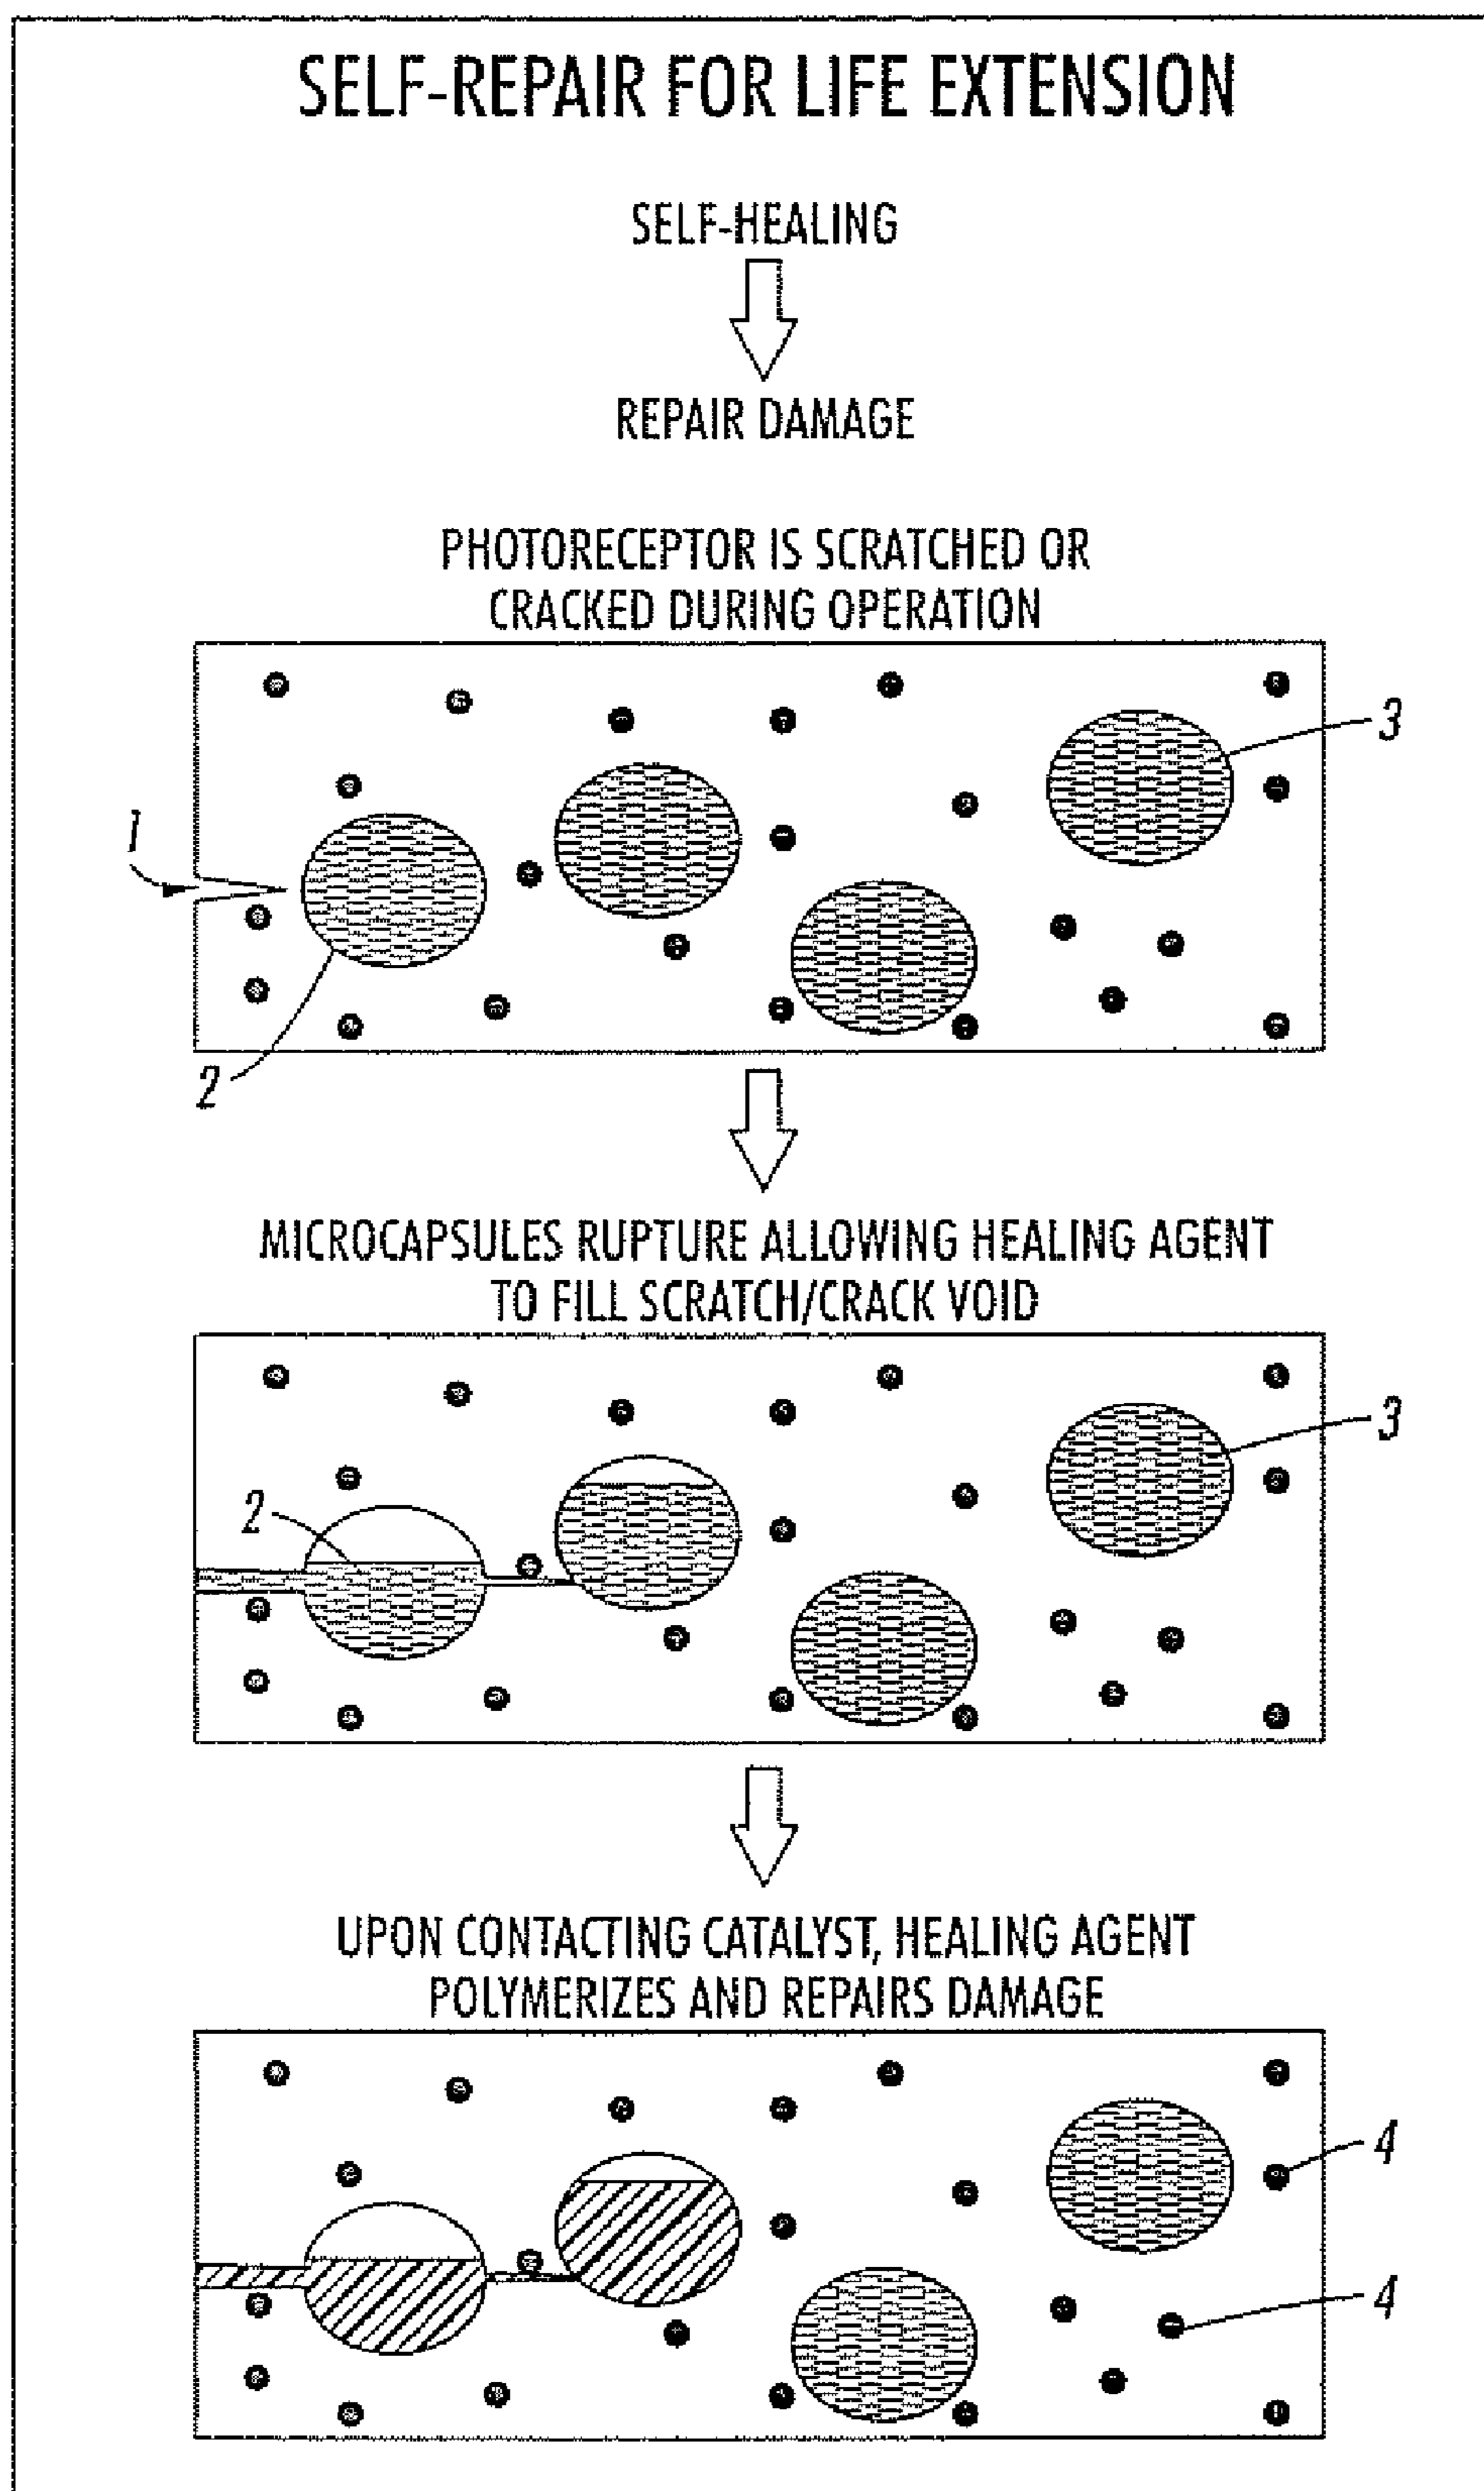 SELF-REPAIR FOR LIFE EXTENSION
SELF-HEALING
REPAIR DAMAGE
PHOTORECEPTOR IS SCRATCHED OR
CRACKED DURING OPERATION
3
1
2
MICROCAPSULES RUPTURE ALLOWING HEALING AGENT
TO FILL SCRATCH/CRACK VOID
3
2
UPON CONTACTING CATALYST, HEALING AGENT
POLYMERIZES AND REPAIRS DAMAGE
4
4